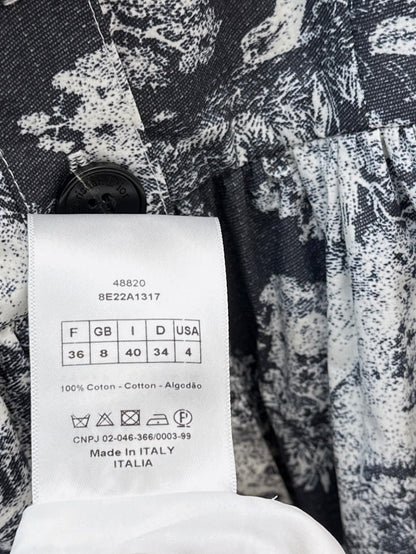 48820
8E22A1317
F GB I D USA
36 8 40 34 4
100% Coton - Cotton - Algodão
F
CNPJ 02-046-366/0003-99
Made In ITALY
ITALIA